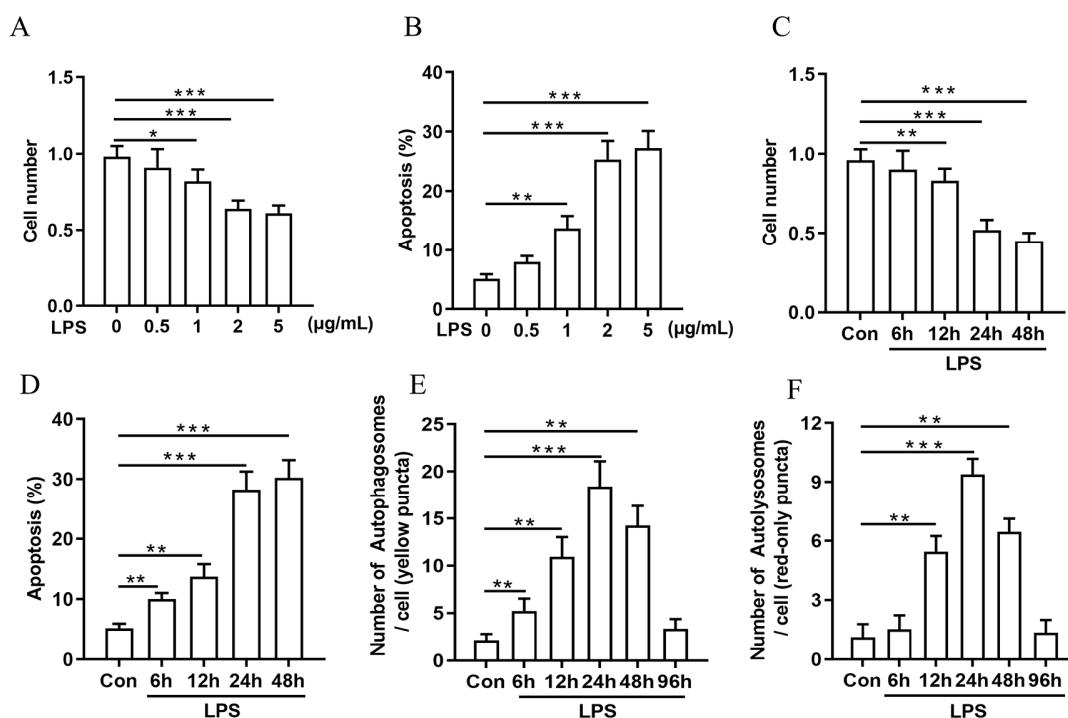 A
Cell number
1.5
1.0
0.5
0.0
***
***
*
LPS 0 0.5 1 2 5 (μg/mL)
B
Apoptosis (%)
40
30
20
10
0
***
***
**
LPS 0 0.5 1 2 5 (μg/mL)
C
Cell number
1.5
1.0
0.5
0.0
***
***
**
Con 6h 12h 24h 48h
LPS
D
Apoptosis (%)
40
30
20
10
0
***
***
**
**
Con 6h 12h 24h 48h
LPS
E
Number of Autophagosomes
/ cell (yellow puncta)
25
20
15
10
5
0
**
***
**
**
Con 6h 12h 24h 48h 96h
LPS
F
Number of Autolysosomes
/ cell (red-only puncta)
12
9
6
3
0
**
***
**
Con 6h 12h 24h 48h 96h
LPS